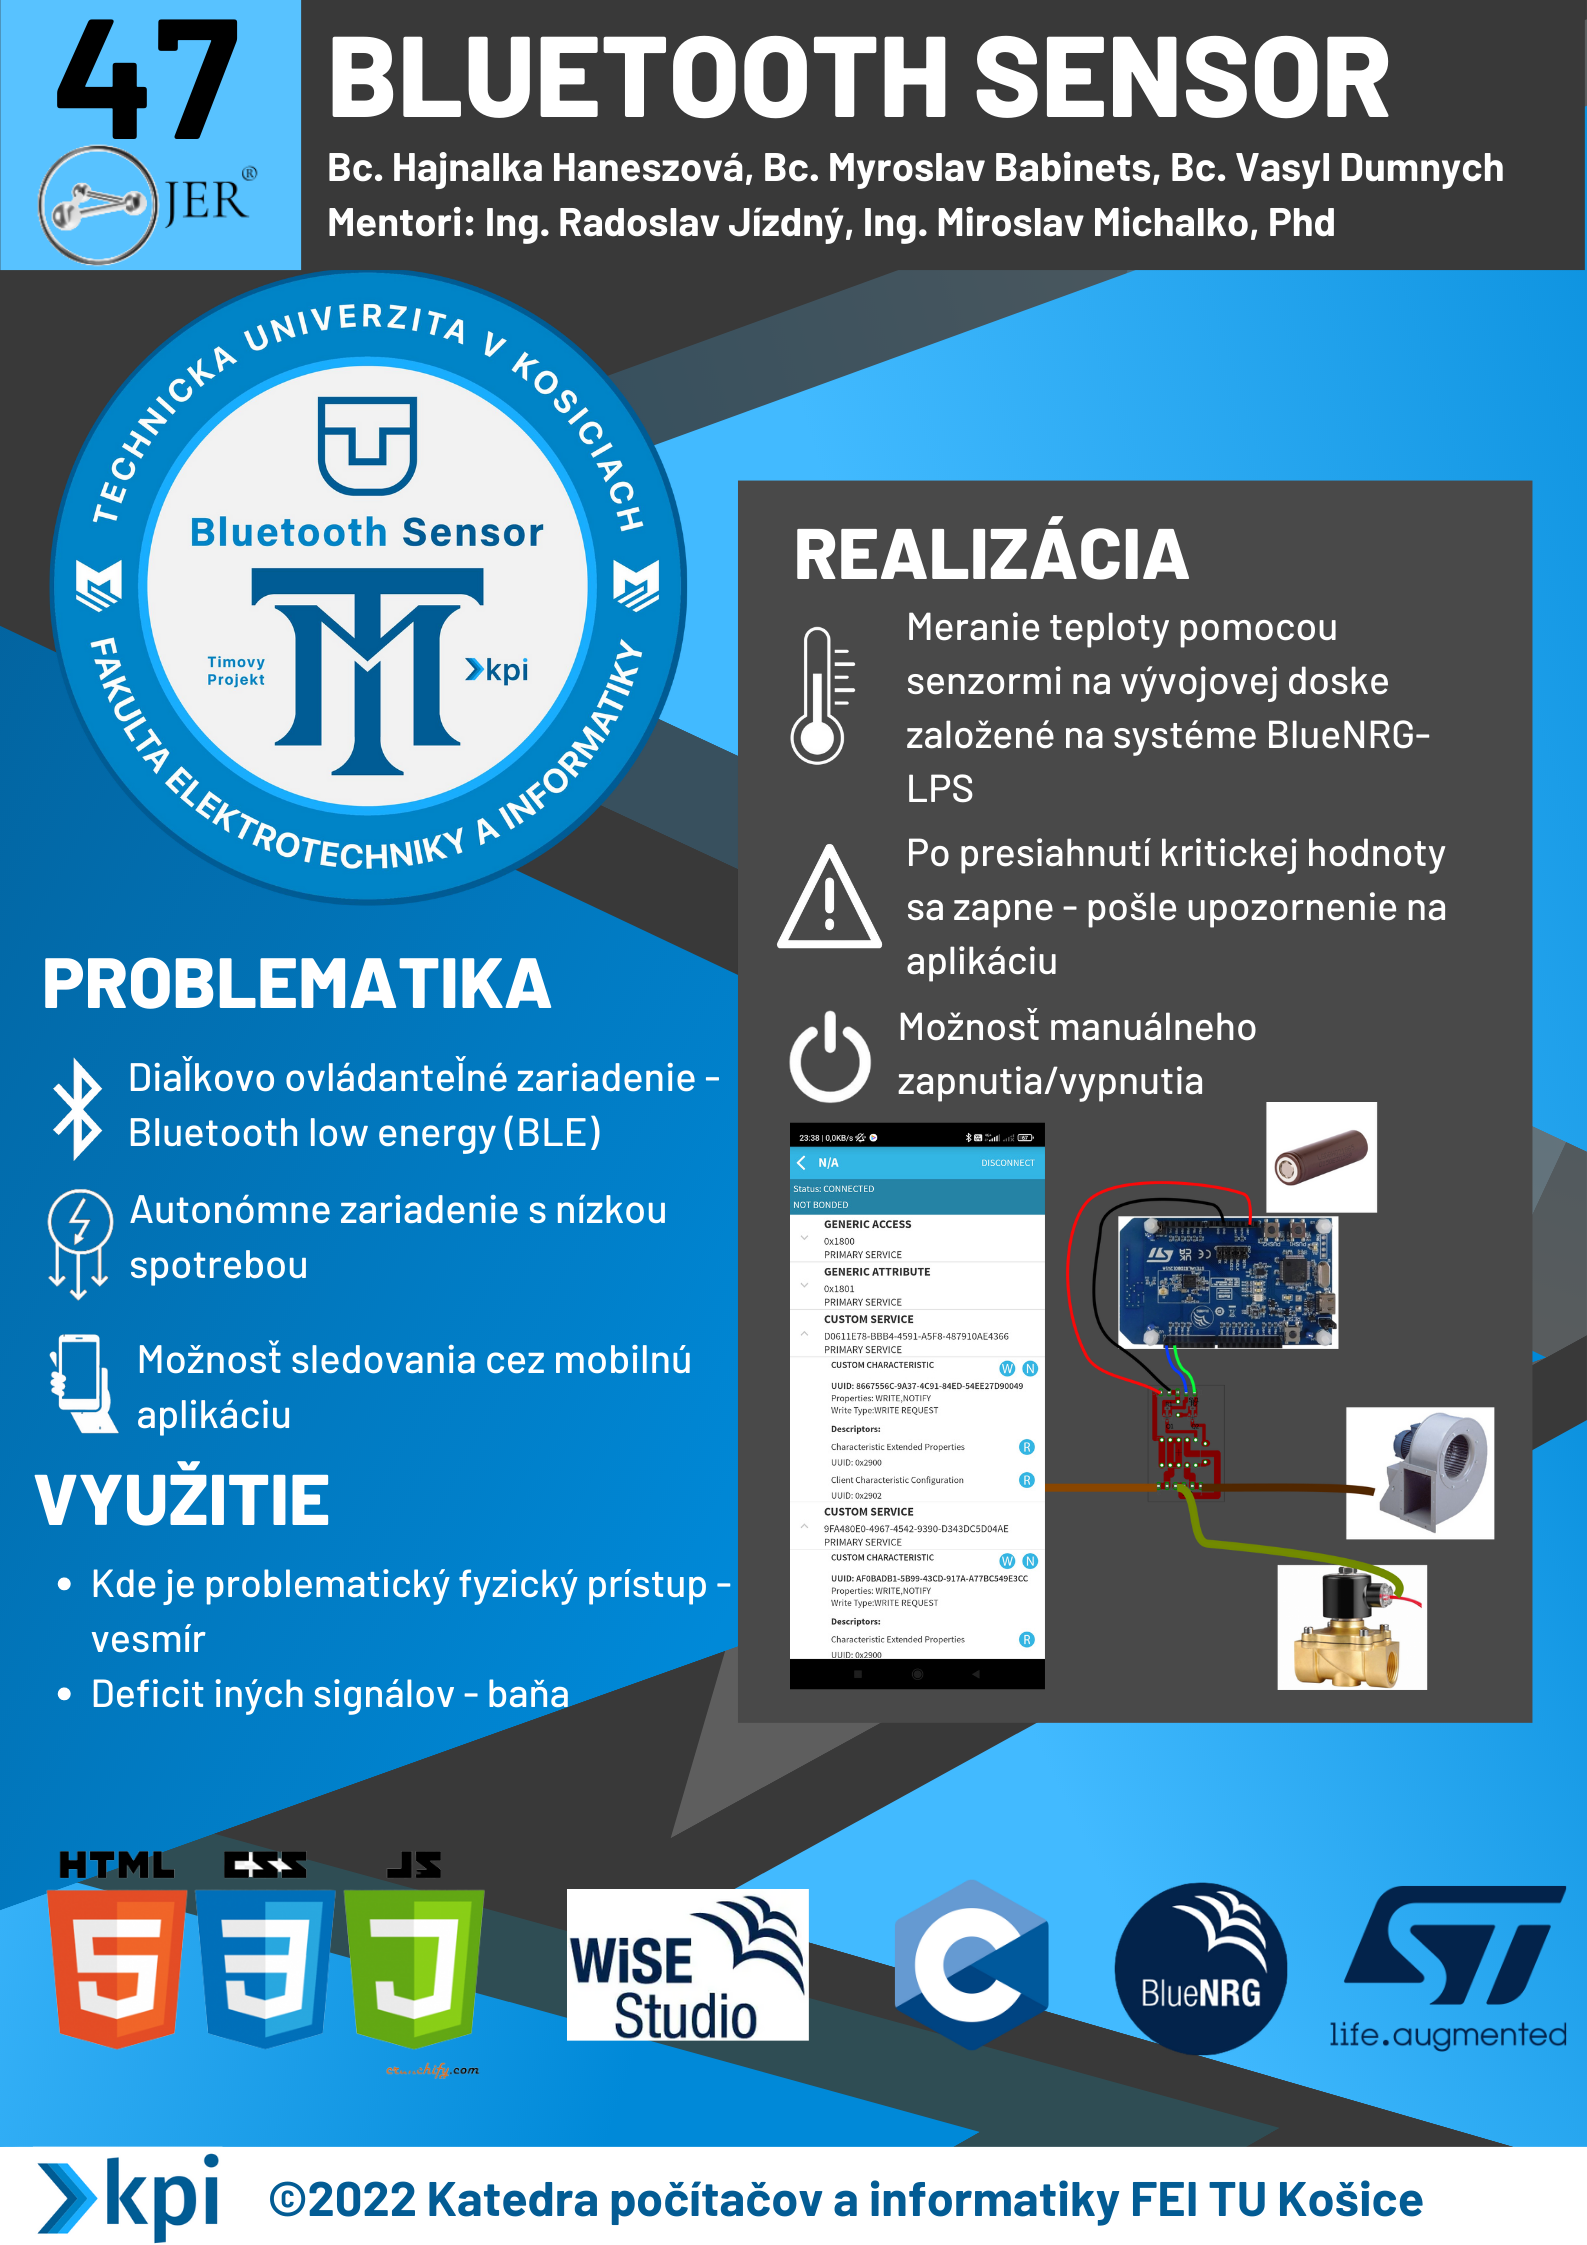 47
JER®
BLUETOOTH SENSOR
Bc. Hajnalka Haneszová, Bc. Myroslav Babinets, Bc. Vasyl Dumnych
Mentori: Ing. Radoslav Jízdný, Ing. Miroslav Michalko, Phd
TECHNICKA UNIVERZITA V KOSICIACH
Bluetooth Sensor
Timovy
Projekt
kpi
FAKULTA ELEKTROTECHNIKY A INFORMATIKY
PROBLEMATIKA
Diaľkovo ovládanteľné zariadenie -
Bluetooth low energy (BLE)
Autonómne zariadenie s nízkou
spotrebou
Možnosť sledovania cez mobilnú
aplikáciu
VYUŽITIE
• Kde je problematický fyzický prístup -
vesmír
• Deficit iných signálov - baňa
REALIZÁCIA
Meranie teploty pomocou
senzormi na vývojovej doske
založené na systéme BlueNRG-
LPS
Po presiahnutí kritickej hodnoty
sa zapne - pošle upozornenie na
aplikáciu
Možnosť manuálneho
zapnutia/vypnutia
23:38 | 0,0KB/s
N/A DISCONNECT
Status: CONNECTED
NOT BONDED
GENERIC ACCESS
0x1800
PRIMARY SERVICE
GENERIC ATTRIBUTE
0x1801
PRIMARY SERVICE
CUSTOM SERVICE
D0611E78-BBB4-4591-A5F8-487910AE4366
PRIMARY SERVICE
CUSTOM CHARACTERISTIC W N
UUID: 8667556C-9A37-4C91-84ED-54EE27D90049
Properties: WRITE,NOTIFY
Write Type:WRITE REQUEST
Descriptors:
Characteristic Extended Properties R
UUID: 0x2900
Client Characteristic Configuration R
UUID: 0x2902
CUSTOM SERVICE
9FA480E0-4967-4542-9390-D343DC5D04AE
PRIMARY SERVICE
CUSTOM CHARACTERISTIC W N
UUID: AF0BADB1-5B99-43CD-917A-A77BC549E3CC
Properties: WRITE,NOTIFY
Write Type:WRITE REQUEST
Descriptors:
Characteristic Extended Properties R
UUID: 0x2900
HTML CSS JS
5 3 J
.com
WiSE
Studio
C
BlueNRG
ST
life.augmented
kpi
©2022 Katedra počítačov a informatiky FEI TU Košice